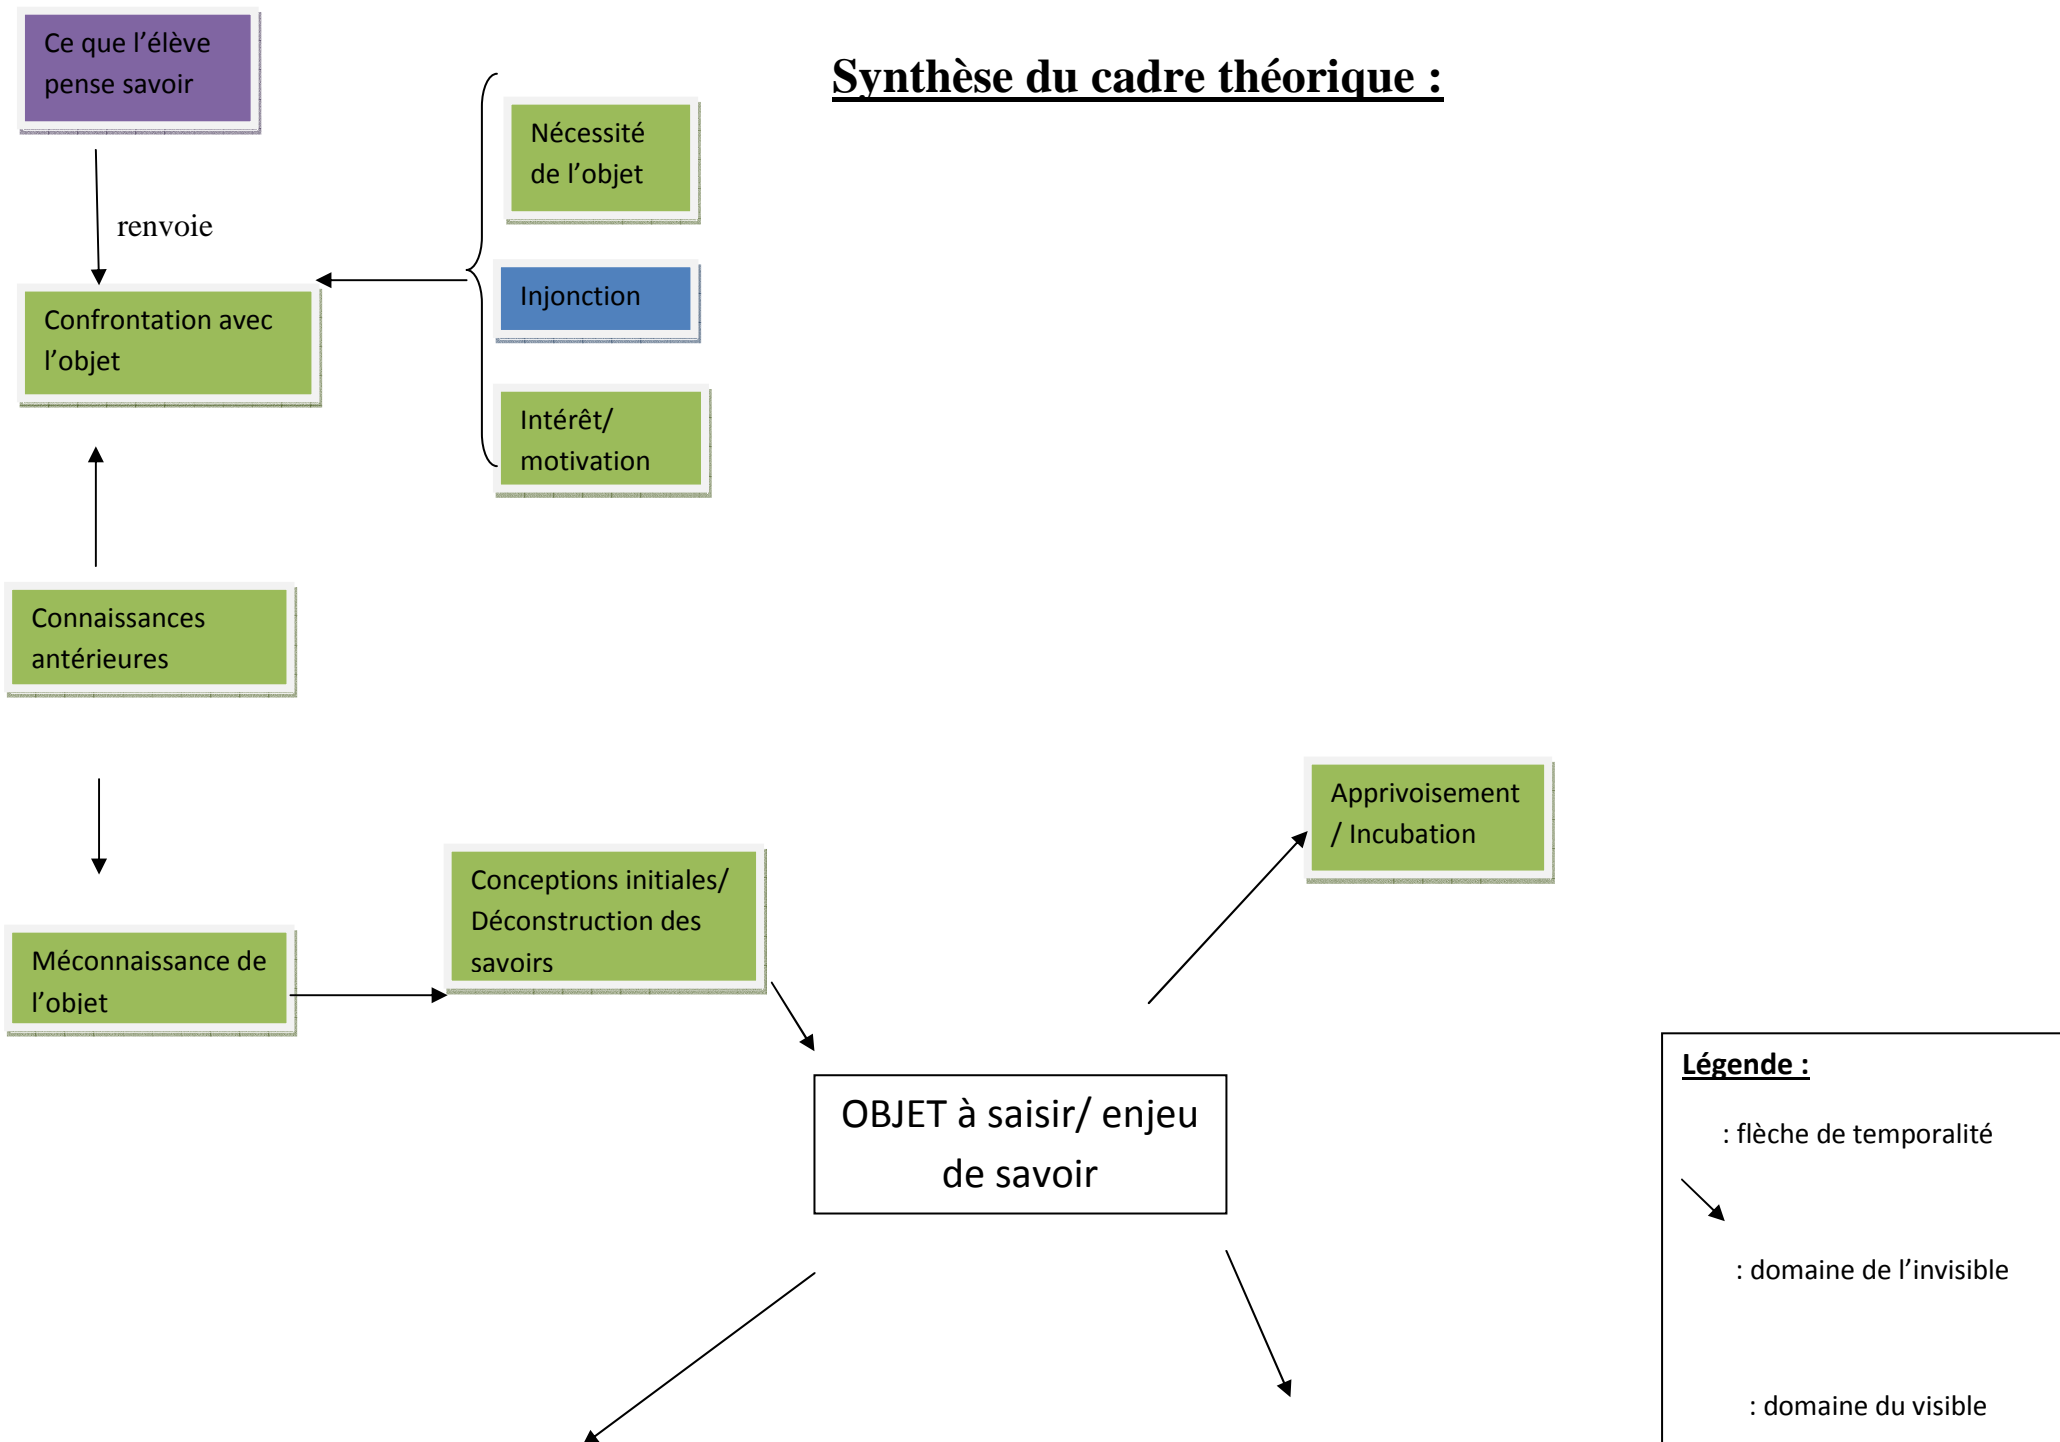 Synthèse du cadre théorique :
Ce que l’élève
pense savoir
renvoie
Nécessité
de l’objet
Injonction
Intérêt/
motivation
Confrontation avec
l’objet
Connaissances
antérieures
Méconnaissance de
l’objet
Conceptions initiales/
Déconstruction des
savoirs
Apprivoisement
/ Incubation
OBJET à saisir/ enjeu
de savoir
Légende :
: flèche de temporalité
: domaine de l’invisible
: domaine du visible